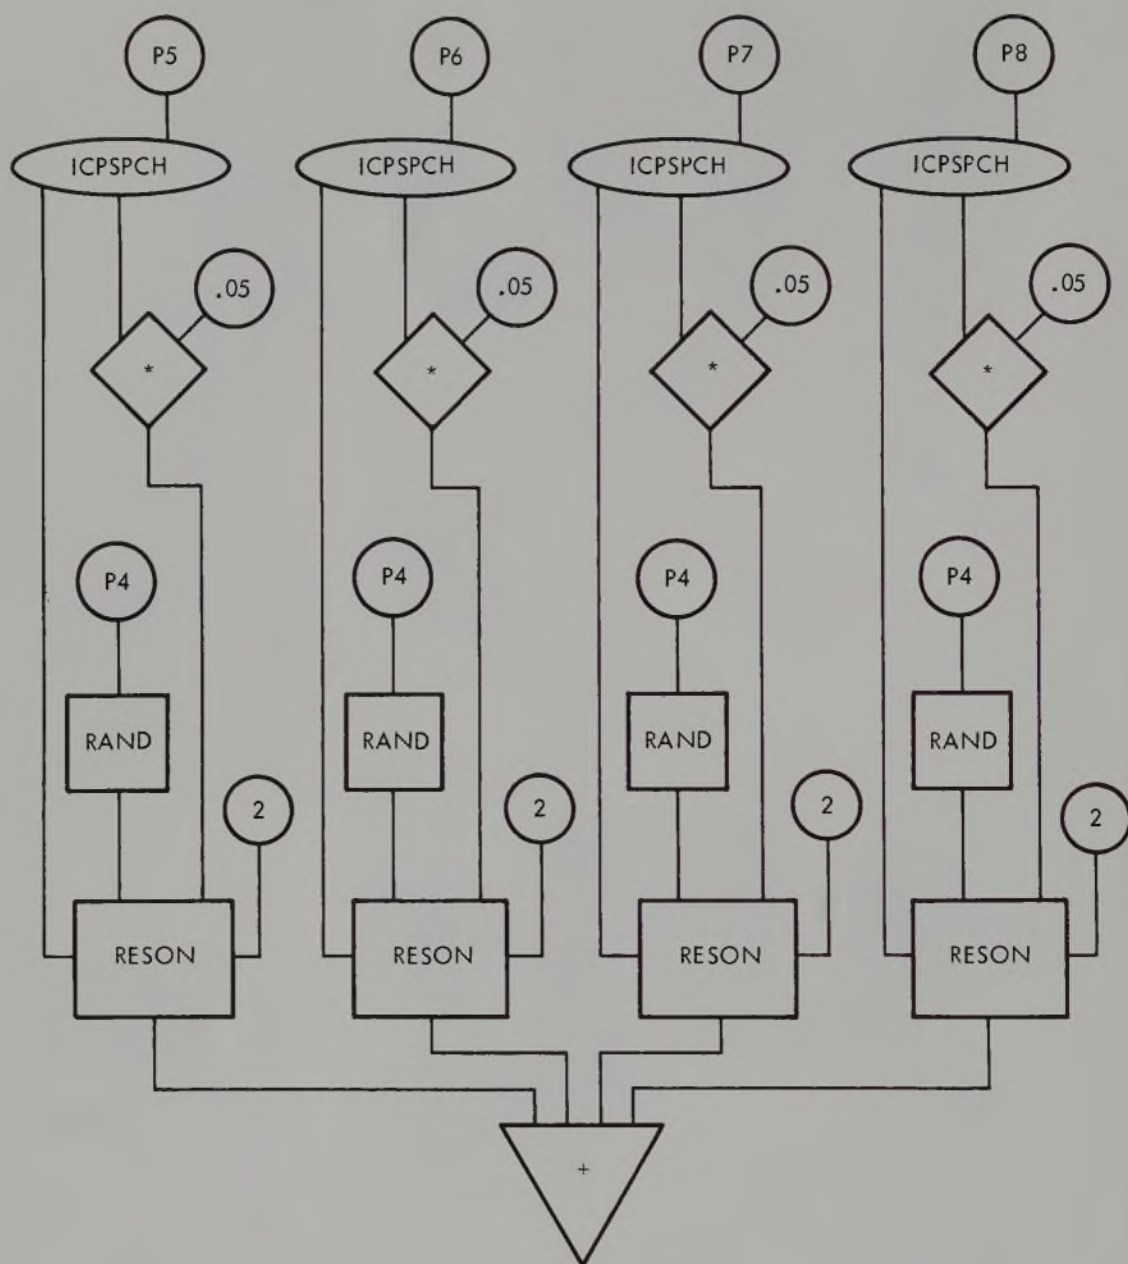 P5 P6 P7 P8
ICPSPCH ICPSPCH ICPSPCH ICPSPCH
.05 .05 .05 .05
* * * *
P4 P4 P4 P4
RAND RAND RAND RAND
2 2 2 2
RESON RESON RESON RESON
+